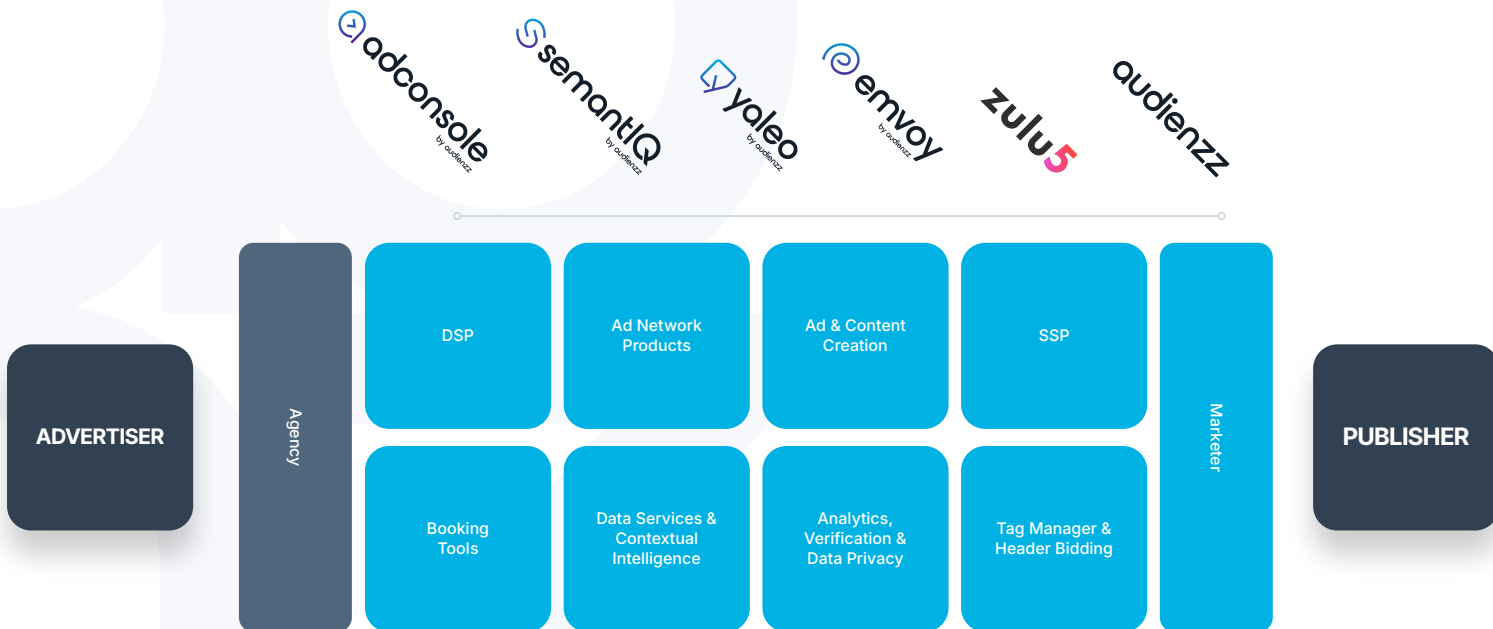 adconsole
by audienzz
semantIQ
by audienzz
yaleo
by audienzz
emvoy
by audienzz
zulu5
audienzz
ADVERTISER
Agency
DSP
Ad Network
Products
Ad & Content
Creation
SSP
Booking
Tools
Data Services &
Contextual
Intelligence
Analytics,
Verification &
Data Privacy
Tag Manager &
Header Bidding
Marketer
PUBLISHER